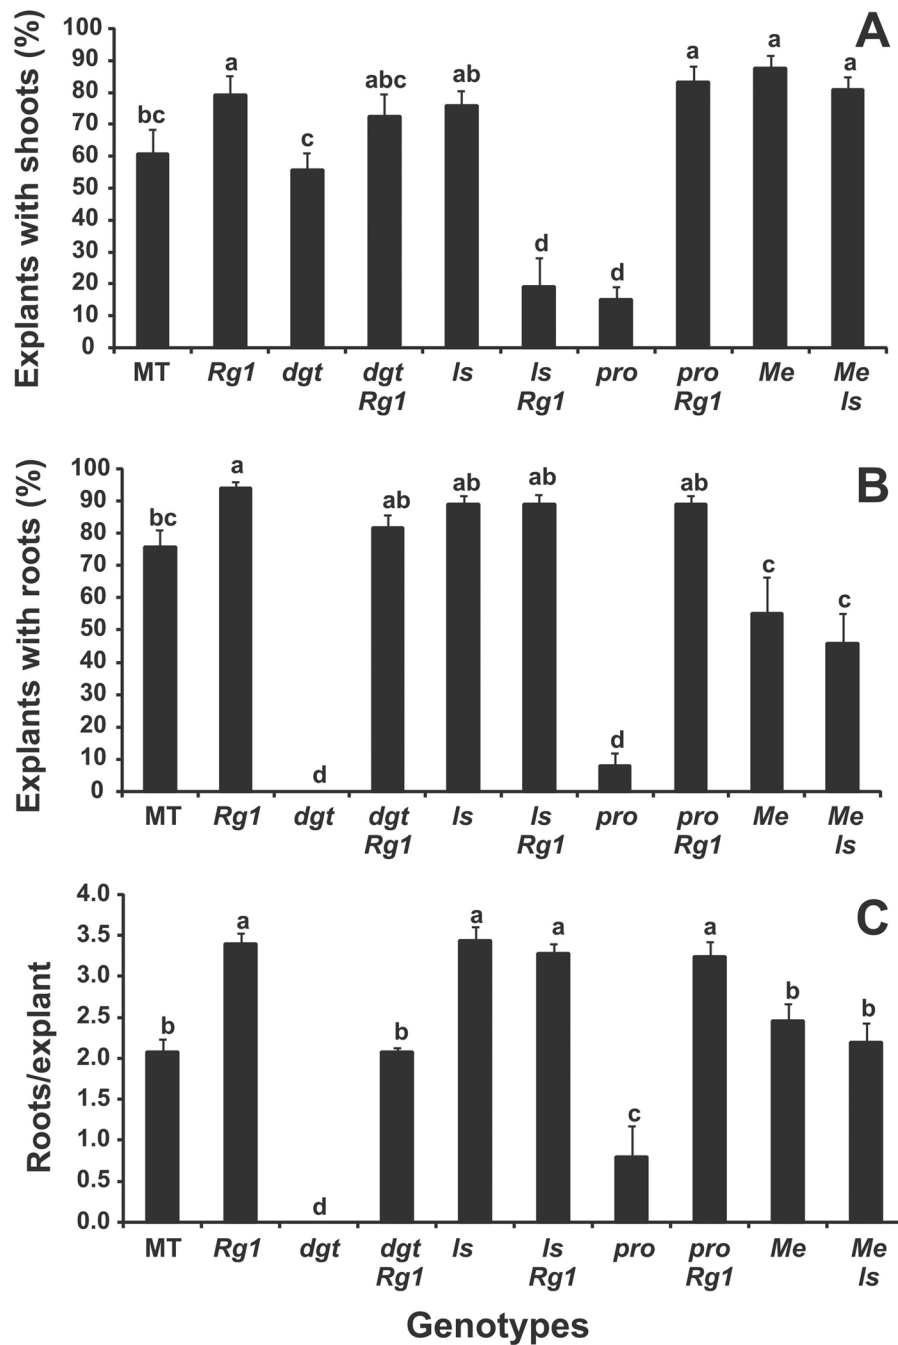 A
Explants with shoots (%)
100
90
80
70
60
50
40
30
20
10
0
bc
a
c
abc
ab
d
d
a
a
a
MT Rg1 dgt dgt ls ls pro pro Me Me
Rg1 Rg1 Rg1 ls
B
Explants with roots (%)
100
90
80
70
60
50
40
30
20
10
0
bc
a
d
ab
ab
ab
d
ab
c
c
MT Rg1 dgt dgt ls ls pro pro Me Me
Rg1 Rg1 Rg1 ls
C
Roots/explant
4.0
3.5
3.0
2.5
2.0
1.5
1.0
0.5
0.0
b
a
d
b
a
a
c
a
b
b
MT Rg1 dgt dgt ls ls pro pro Me Me
Rg1 Rg1 Rg1 ls
Genotypes